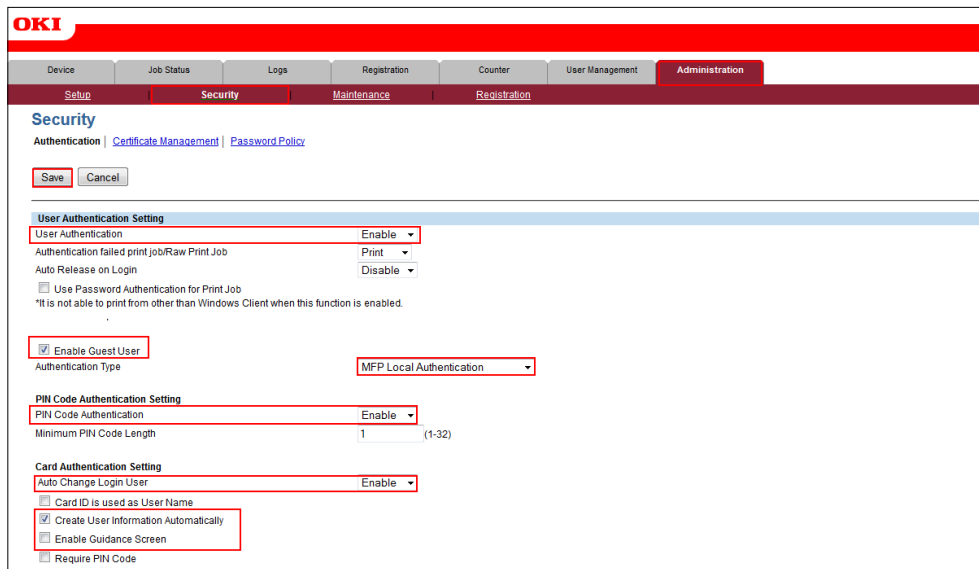 OKI
Device Job Status Logs Registration Counter User Management Administration
Setup | Security | Maintenance | Registration
Security
Authentication | Certificate Management | Password Policy
Save Cancel
User Authentication Setting
User Authentication Enable
Authentication failed print job/Raw Print Job Print
Auto Release on Login Disable
Use Password Authentication for Print Job
*It is not able to print from other than Windows Client when this function is enabled.
Enable Guest User
Authentication Type MFP Local Authentication
PIN Code Authentication Setting
PIN Code Authentication Enable
Minimum PIN Code Length 1 (1-32)
Card Authentication Setting
Auto Change Login User Enable
Card ID is used as User Name
Create User Information Automatically
Enable Guidance Screen
Require PIN Code